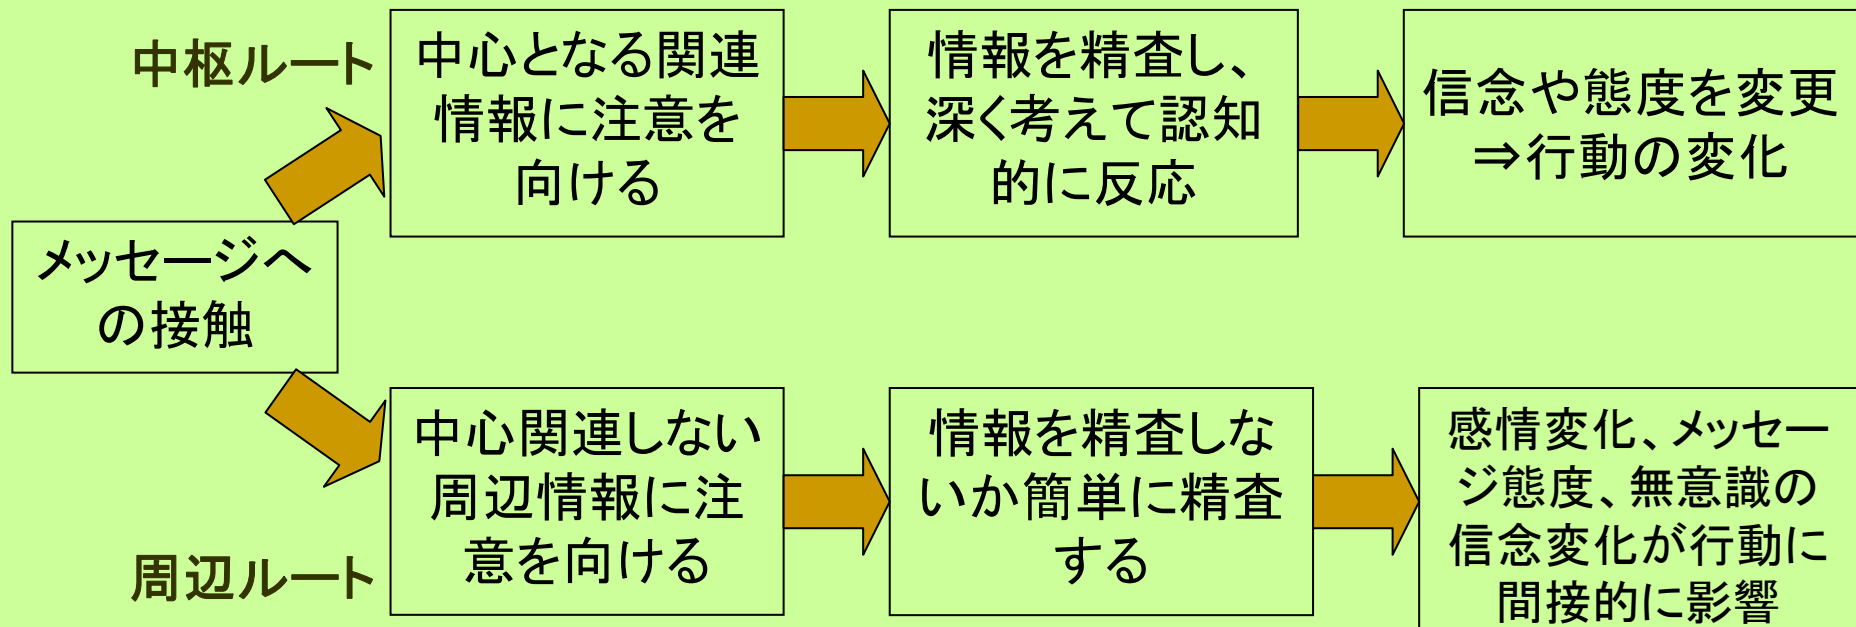 中枢ルート
中心となる関連
情報に注意を
向ける
情報を精査し、
深く考えて認知
的に反応
信念や態度を変更
⇒行動の変化
メッセージへ
の接触
周辺ルート
中心関連しない
周辺情報に注
意を向ける
情報を精査しな
いか簡単に精査
する
感情変化、メッセー
ジ態度、無意識の
信念変化が行動に
間接的に影響